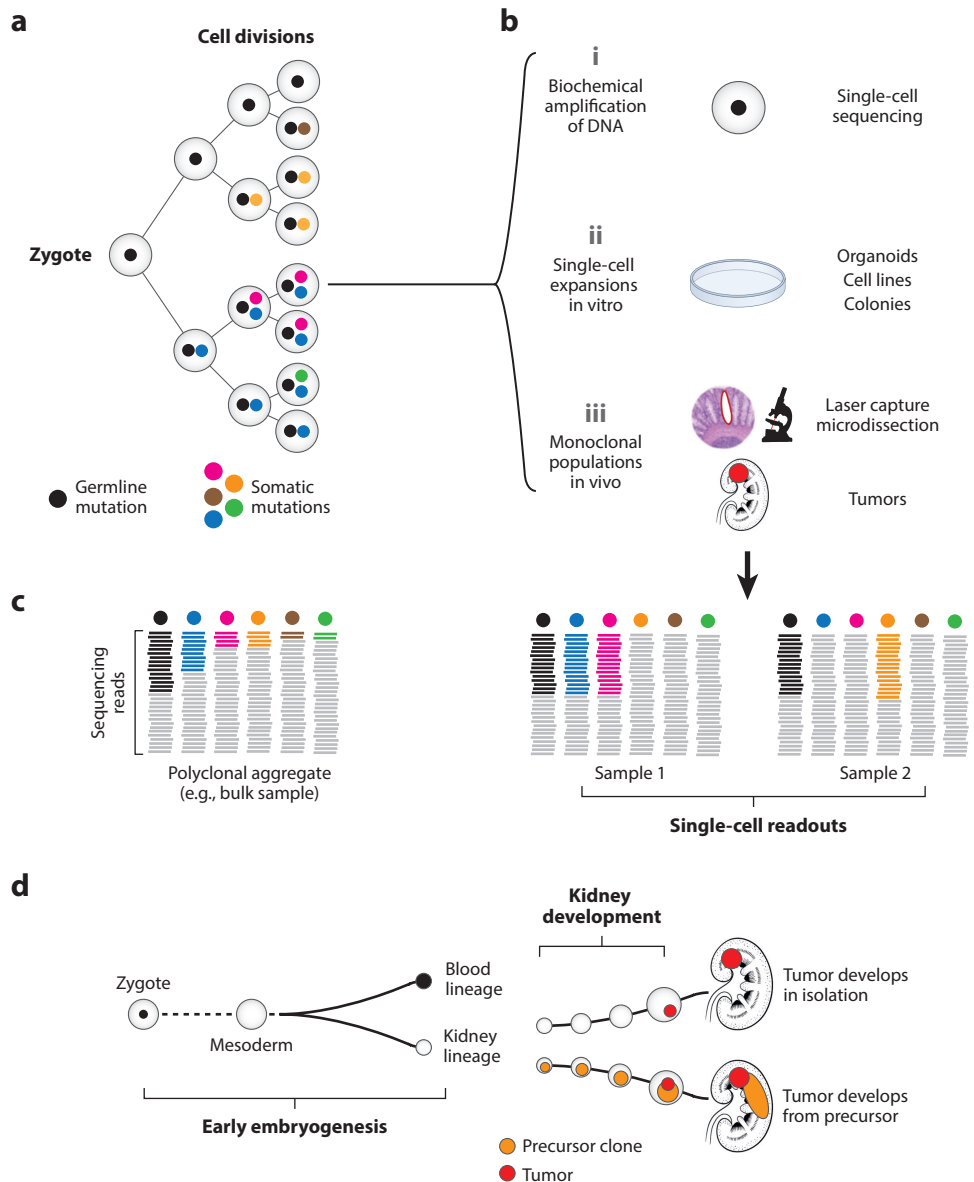 a
Cell divisions
Zygote
Germline
mutation
Somatic
mutations
b
i
Biochemical
amplification
of DNA
Single-cell
sequencing
ii
Single-cell
expansions
in vitro
Organoids
Cell lines
Colonies
iii
Monoclonal
populations
in vivo
Laser capture
microdissection
Tumors
c
Sequencing
reads
Polyclonal aggregate
(e.g., bulk sample)
Sample 1
Sample 2
Single-cell readouts
d
Zygote
Mesoderm
Blood
lineage
Kidney
lineage
Early embryogenesis
Kidney
development
Tumor develops
in isolation
Tumor develops
from precursor
Precursor clone
Tumor